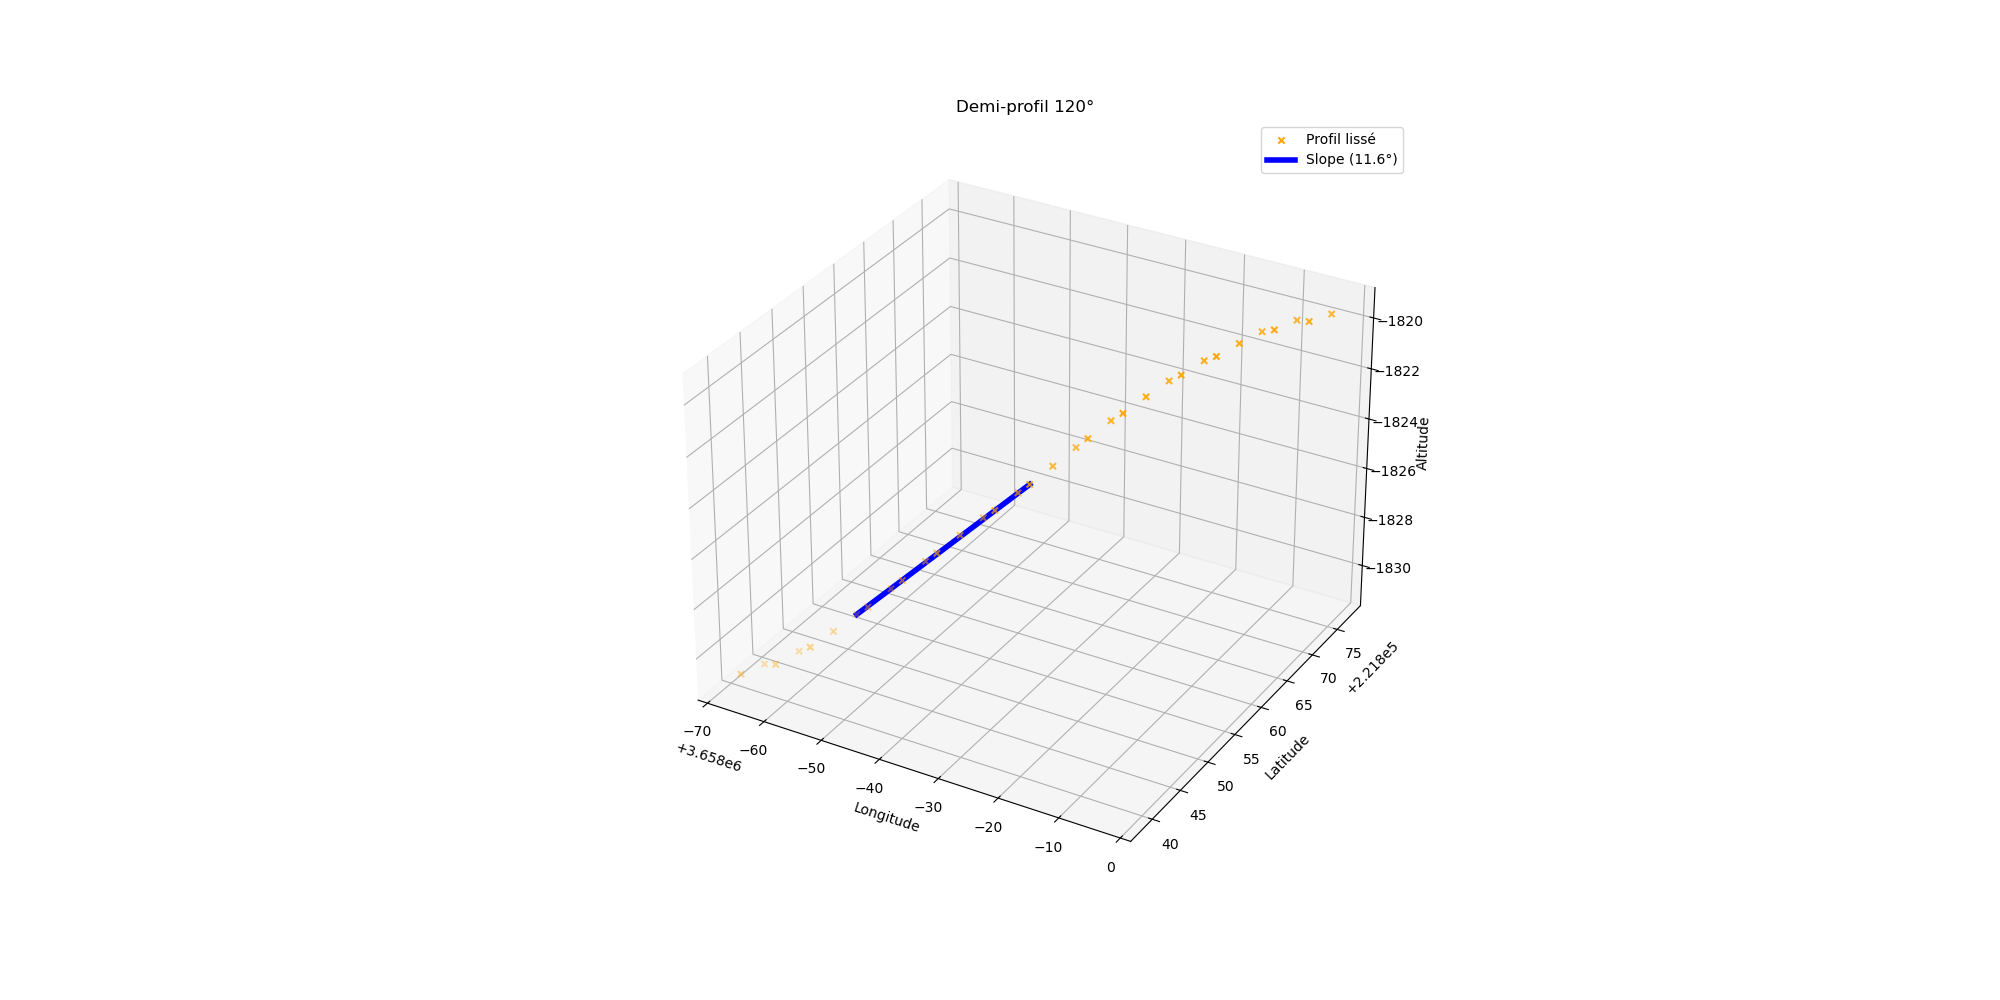 Demi-profil 120°
Profil lissé
Slope (11.6°)
−1820
−1822
−1824
−1826
−1828
−1830
Altitude
75
70
65
60
55
50
45
40
+2.218e5
Latitude
−70
−60
−50
−40
−30
−20
−10
0
+3.658e6
Longitude